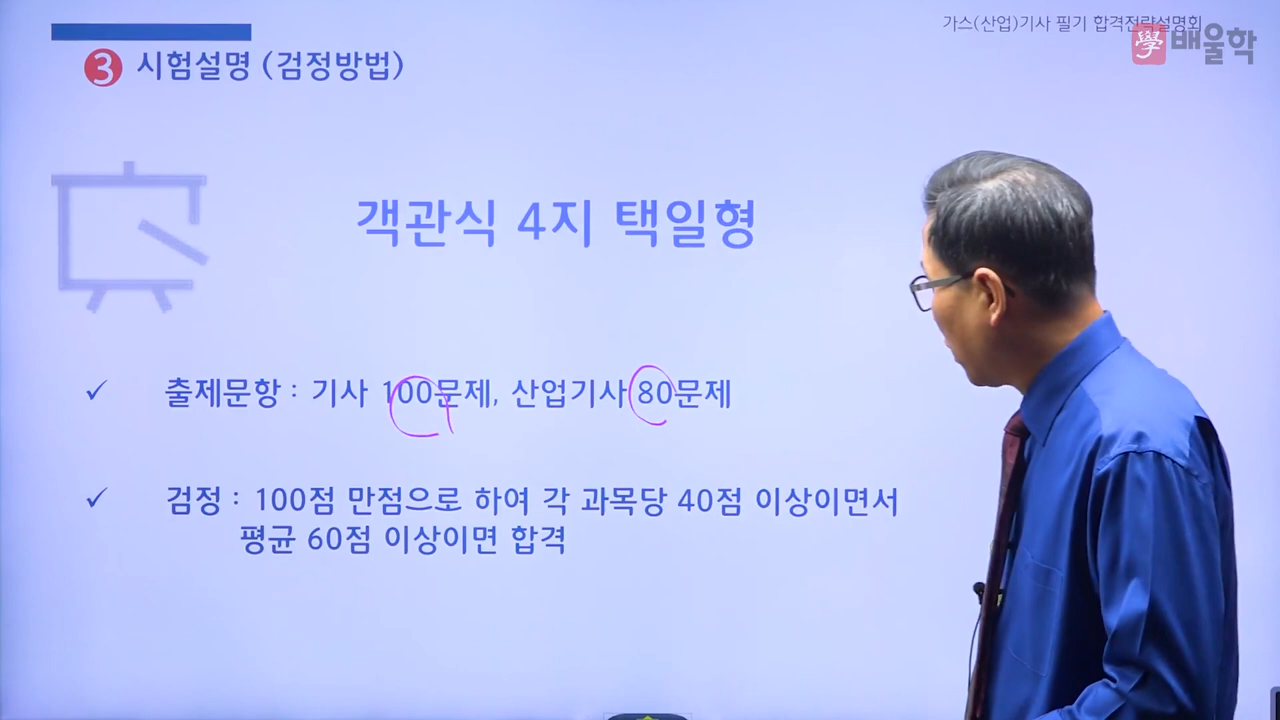 가스(산업)기사 필기 합격전략설명회
學 배울학
3 시험설명 (검정방법)
객관식 4지 택일형
✓ 출제문항 : 기사 100문제, 산업기사 80문제
✓ 검정 : 100점 만점으로 하여 각 과목당 40점 이상이면서
평균 60점 이상이면 합격